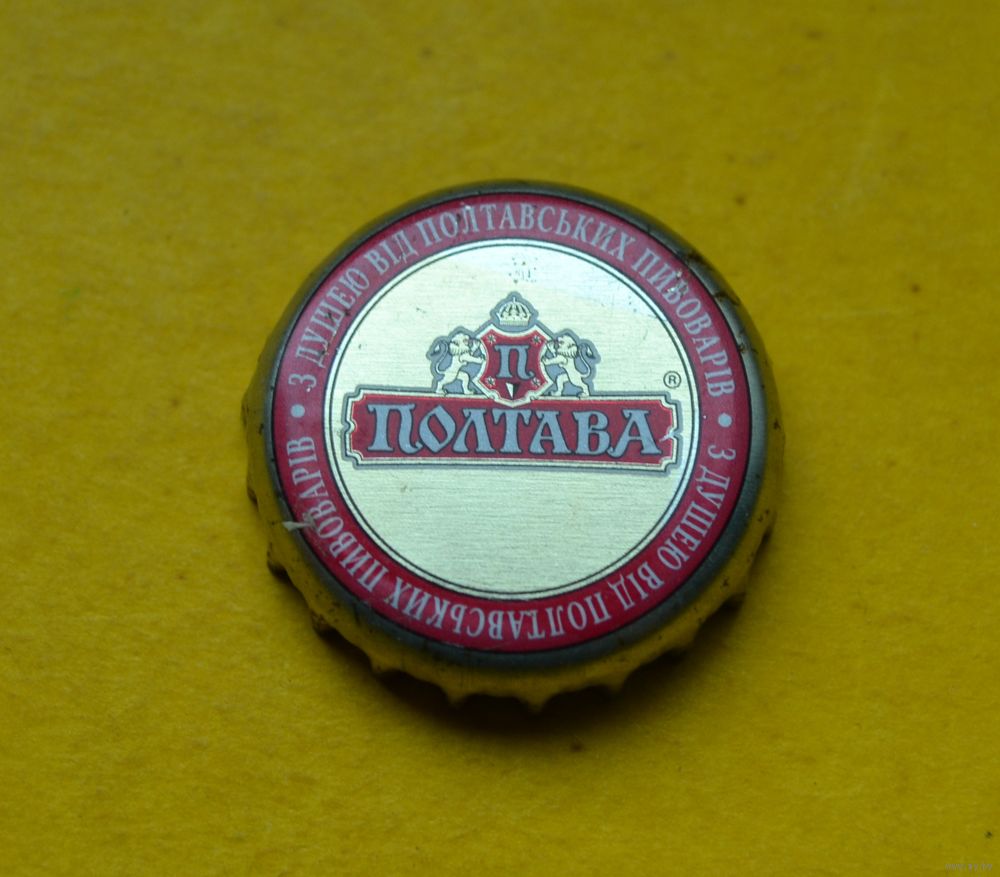 З ДУШЕЮ ВІД ПОЛТАВСЬКИХ ПИВОВАРІВ •
З ДУШЕЮ ВІД ПОЛТАВСЬКИХ ПИВОВАРІВ •
П
®
ПОЛТАВА